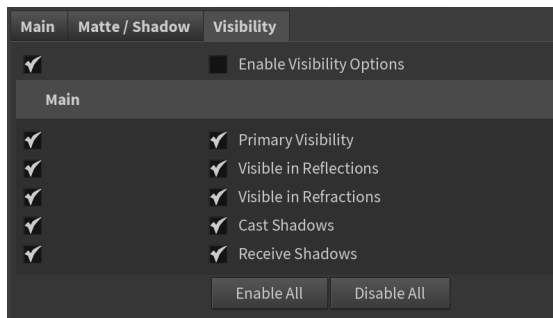 Main Matte / Shadow Visibility
Enable Visibility Options
Main
Primary Visibility
Visible in Reflections
Visible in Refractions
Cast Shadows
Receive Shadows
Enable All Disable All